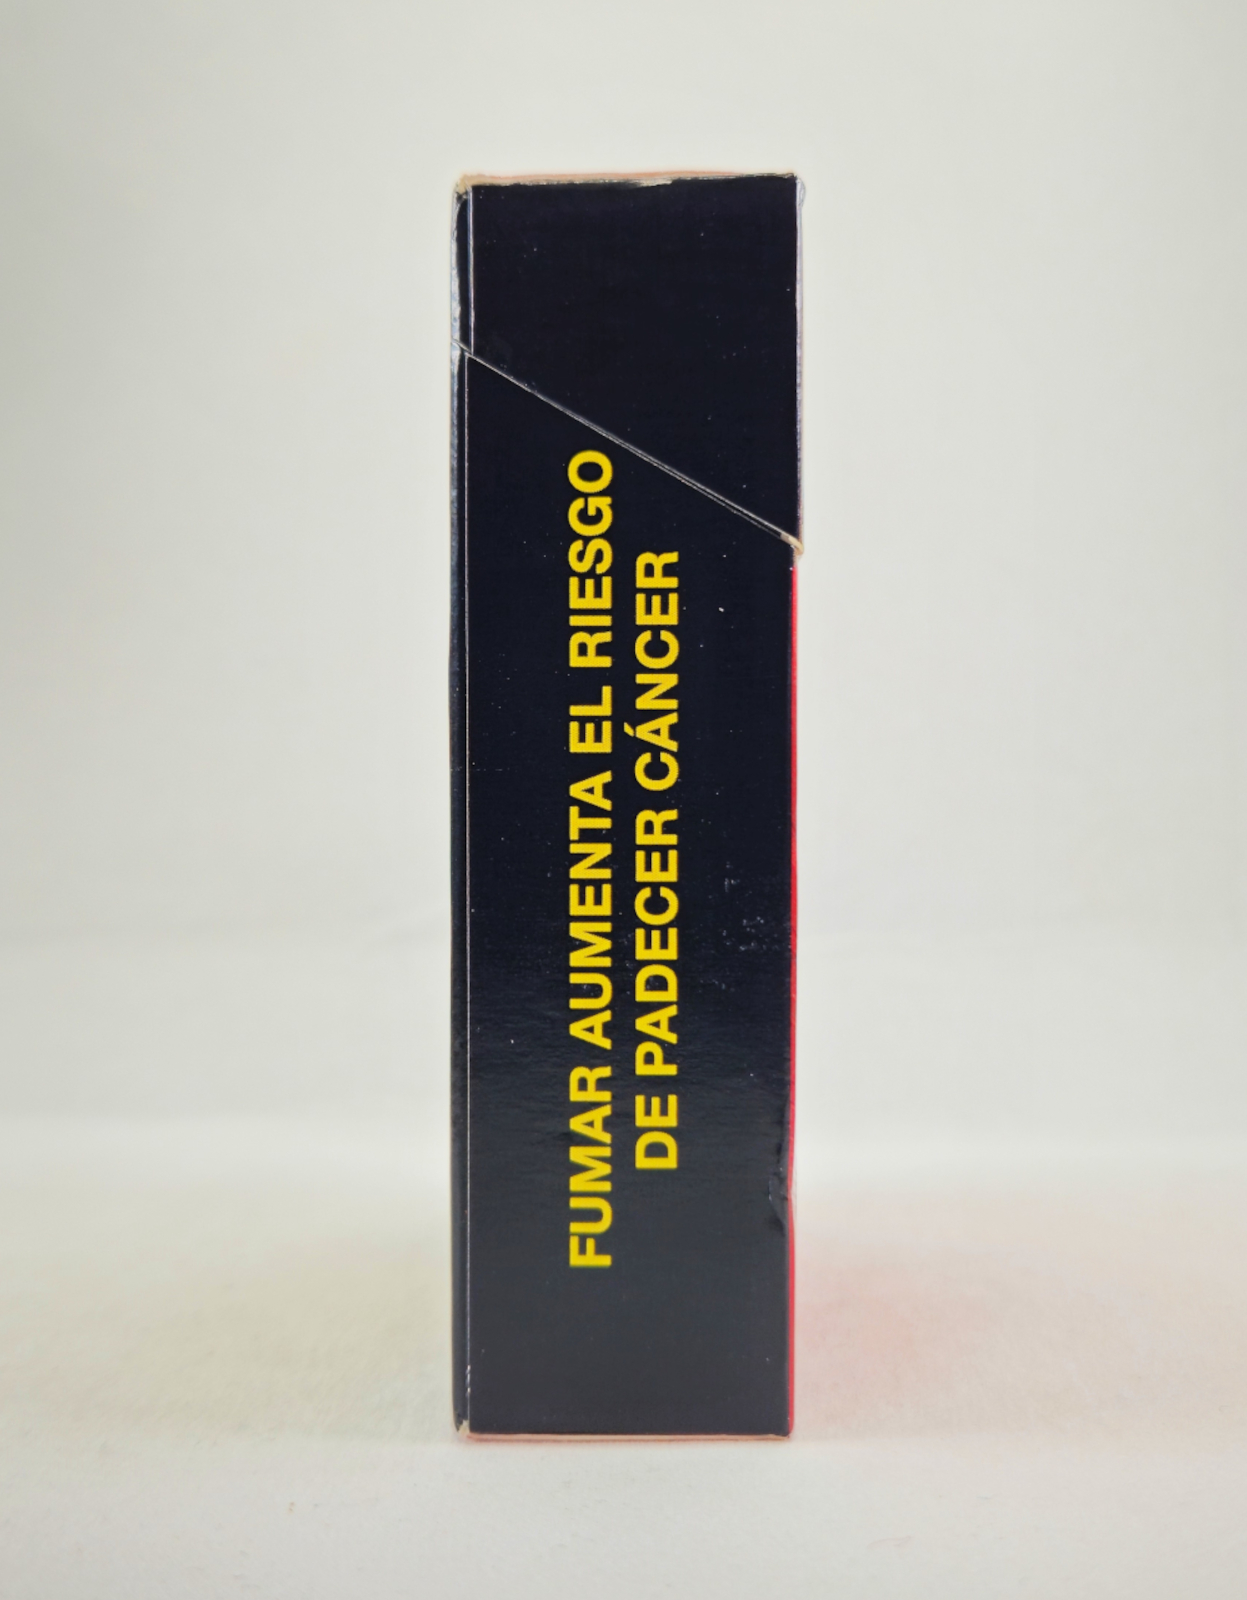 FUMAR AUMENTA EL RIESGO
DE PADECER CÁNCER